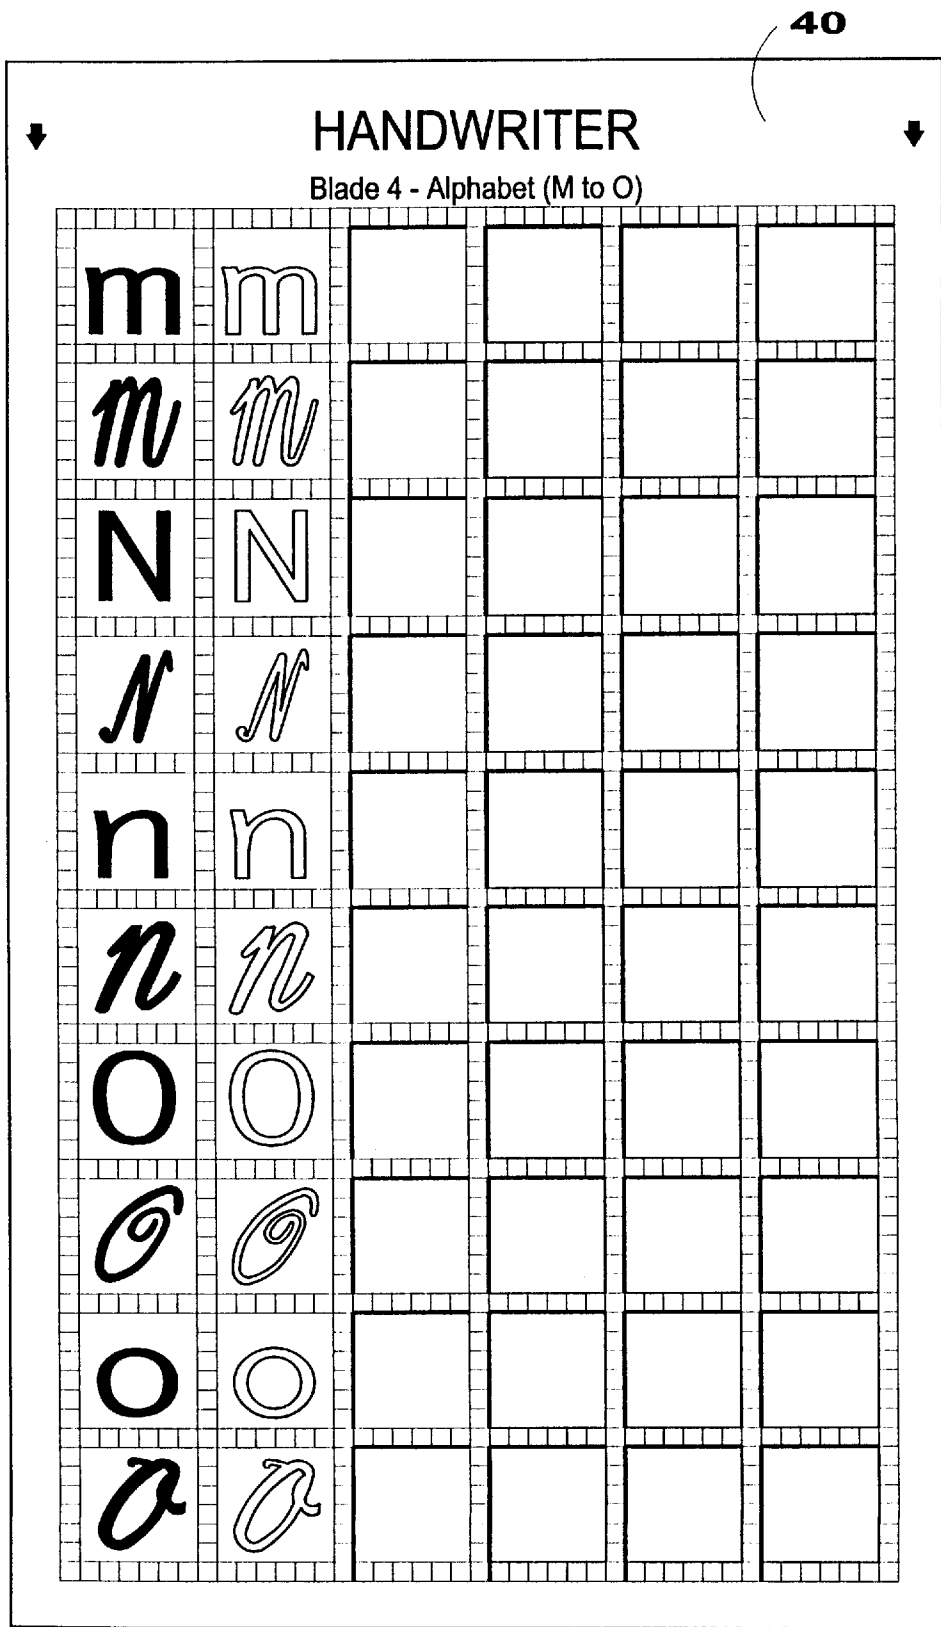 40
HANDWRITER
Blade 4 - Alphabet (M to O)
m m
m m
N N
N N
n n
n n
O O
O O
o o
o o